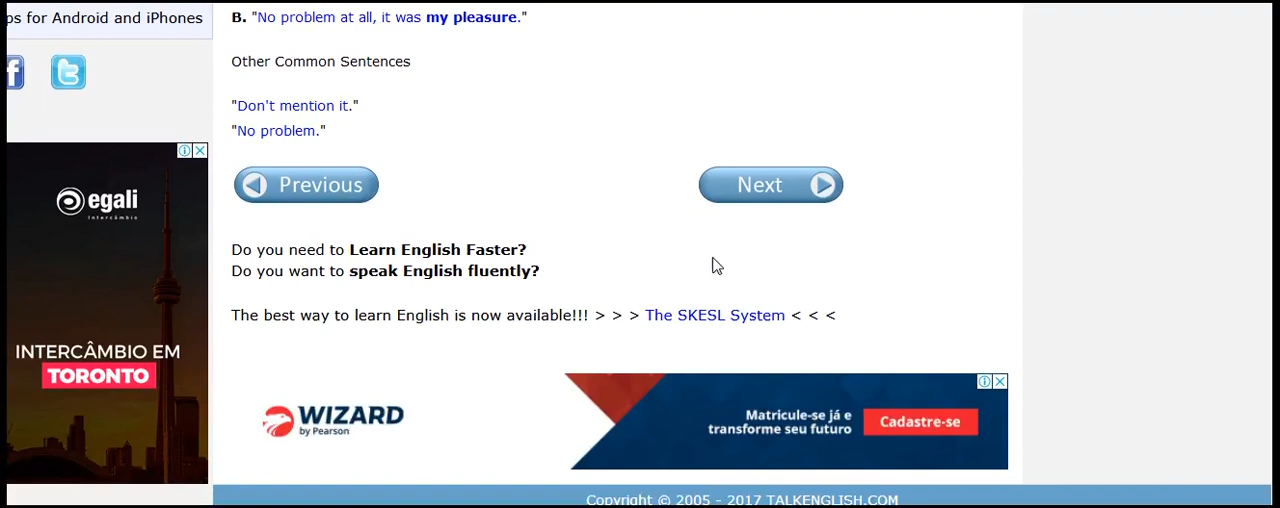 ps for Android and iPhones
B. "No problem at all, it was my pleasure."
Other Common Sentences
"Don't mention it."
"No problem."
Previous
Next
Do you need to Learn English Faster?
Do you want to speak English fluently?
The best way to learn English is now available!!! > > > The SKESL System < < <
egali
Intercâmbio
INTERCÂMBIO EM
TORONTO
WIZARD
by Pearson
Matricule-se já e
transforme seu futuro
Cadastre-se
Copyright © 2005 - 2017 TALKENGLISH.COM